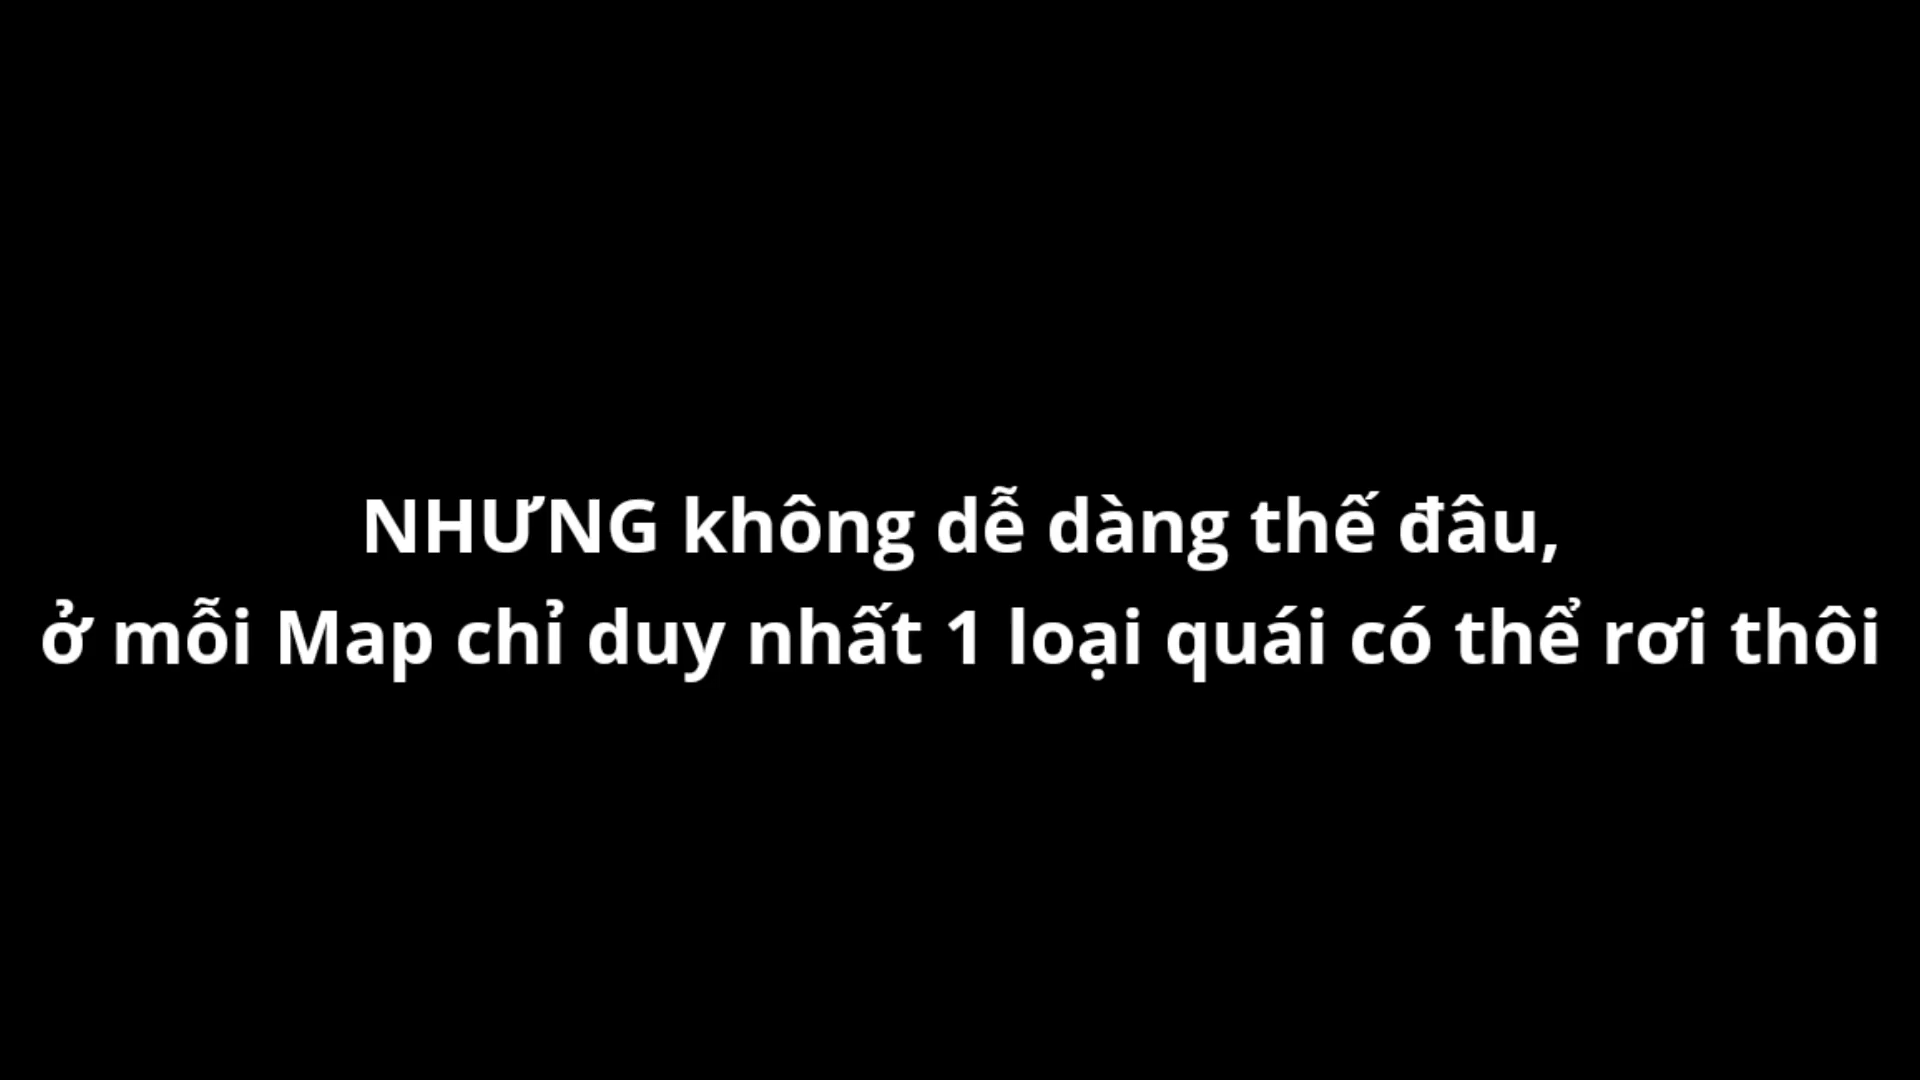 NHƯNG không dễ dàng thế đâu,
ở mỗi Map chỉ duy nhất 1 loại quái có thể rơi thôi